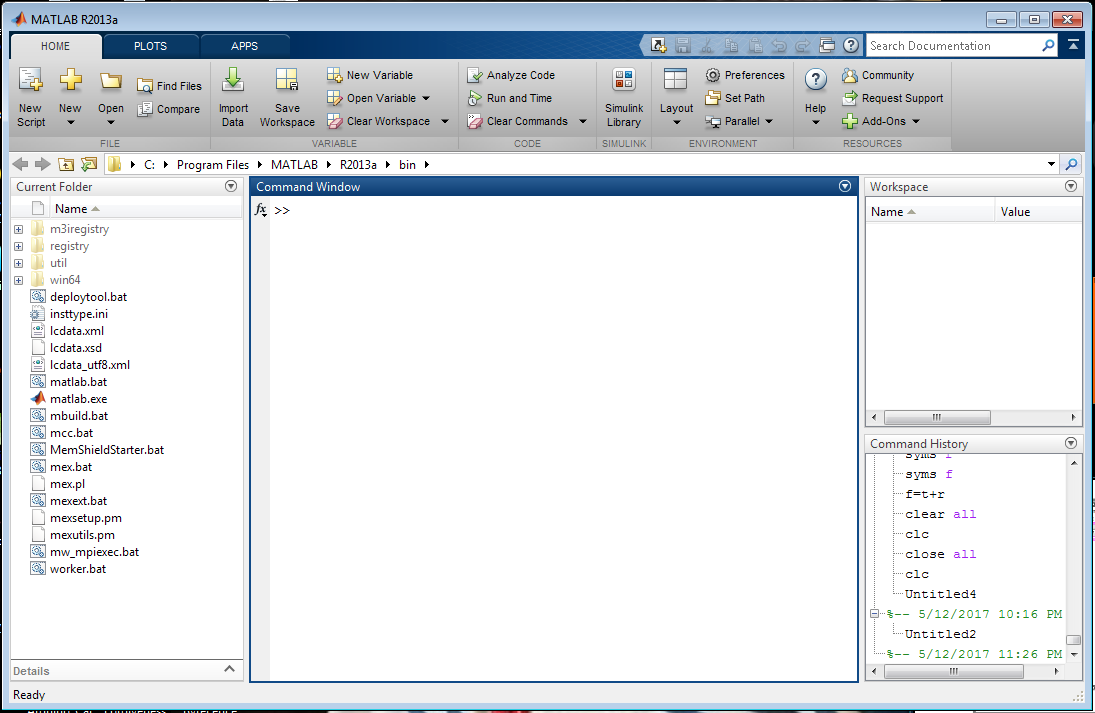 MATLAB R2013a
HOME PLOTS APPS
Search Documentation
New Script
New
Open
Find Files
Compare
FILE
Import Data
Save Workspace
New Variable
Open Variable
Clear Workspace
VARIABLE
Analyze Code
Run and Time
Clear Commands
CODE
Simulink Library
SIMULINK
Layout
Preferences
Set Path
Parallel
ENVIRONMENT
Help
Community
Request Support
Add-Ons
RESOURCES
C: Program Files MATLAB R2013a bin
Current Folder
Name
m3iregistry
registry
util
win64
deploytool.bat
insttype.ini
lcdata.xml
lcdata.xsd
lcdata_utf8.xml
matlab.bat
matlab.exe
mbuild.bat
mcc.bat
MemShieldStarter.bat
mex.bat
mex.pl
mexext.bat
mexsetup.pm
mexutils.pm
mw_mpiexec.bat
worker.bat
Details
Ready
Command Window
fx >>
Workspace
Name Value
Command History
syms f
f=t+r
clear all
clc
close all
clc
Untitled4
%-- 5/12/2017 10:16 PM
Untitled2
%-- 5/12/2017 11:26 PM